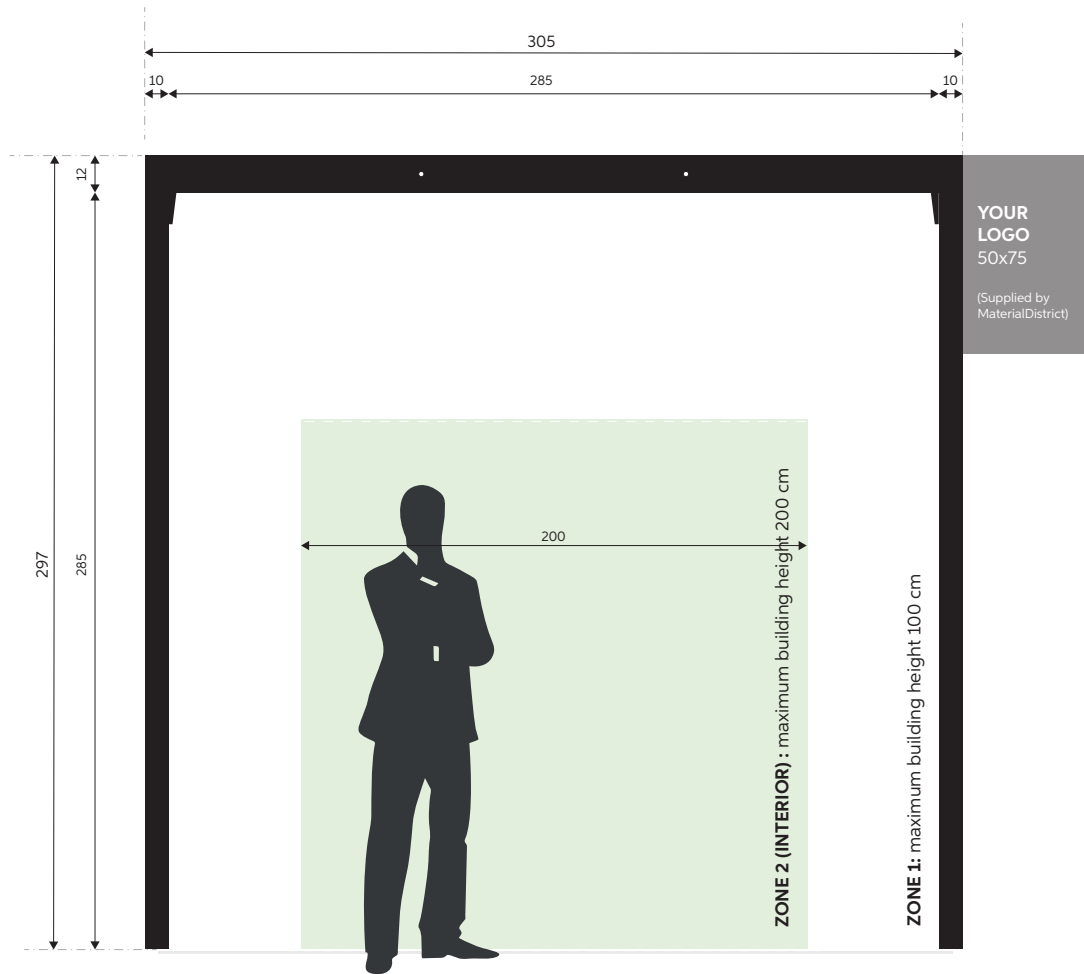 305
10
285
10
12
297
285
YOUR
LOGO
50x75
(Supplied by
MaterialDistrict)
200
ZONE 2 (INTERIOR) : maximum building height 200 cm
ZONE 1: maximum building height 100 cm